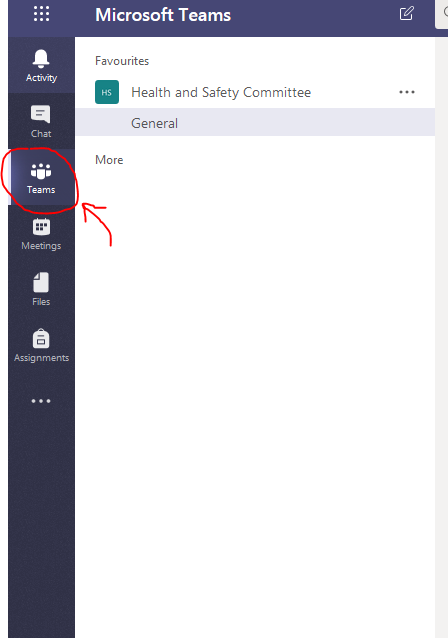 Microsoft Teams
Activity
Chat
Teams
Meetings
Files
Assignments
Favourites
HS Health and Safety Committee
General
More